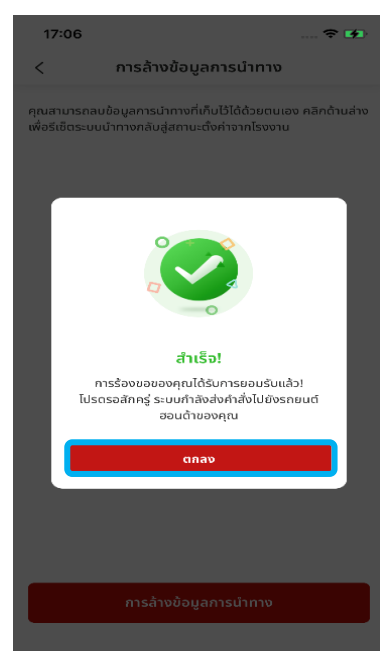 17:06
การล้างข้อมูลการนำทาง
คุณสามารถลบข้อมูลการนำทางที่เก็บไว้ได้ด้วยตนเอง คลิกด้านล่าง
เพื่อรีเซ็ตระบบนำทางกลับสู่สถานะตั้งค่าจากโรงงาน
สำเร็จ!
การร้องขอของคุณได้รับการยอมรับแล้ว!
โปรดรอสักครู่ ระบบกำลังส่งคำสั่งไปยังรถยนต์
ฮอนด้าของคุณ
ตกลง
การล้างข้อมูลการนำทาง